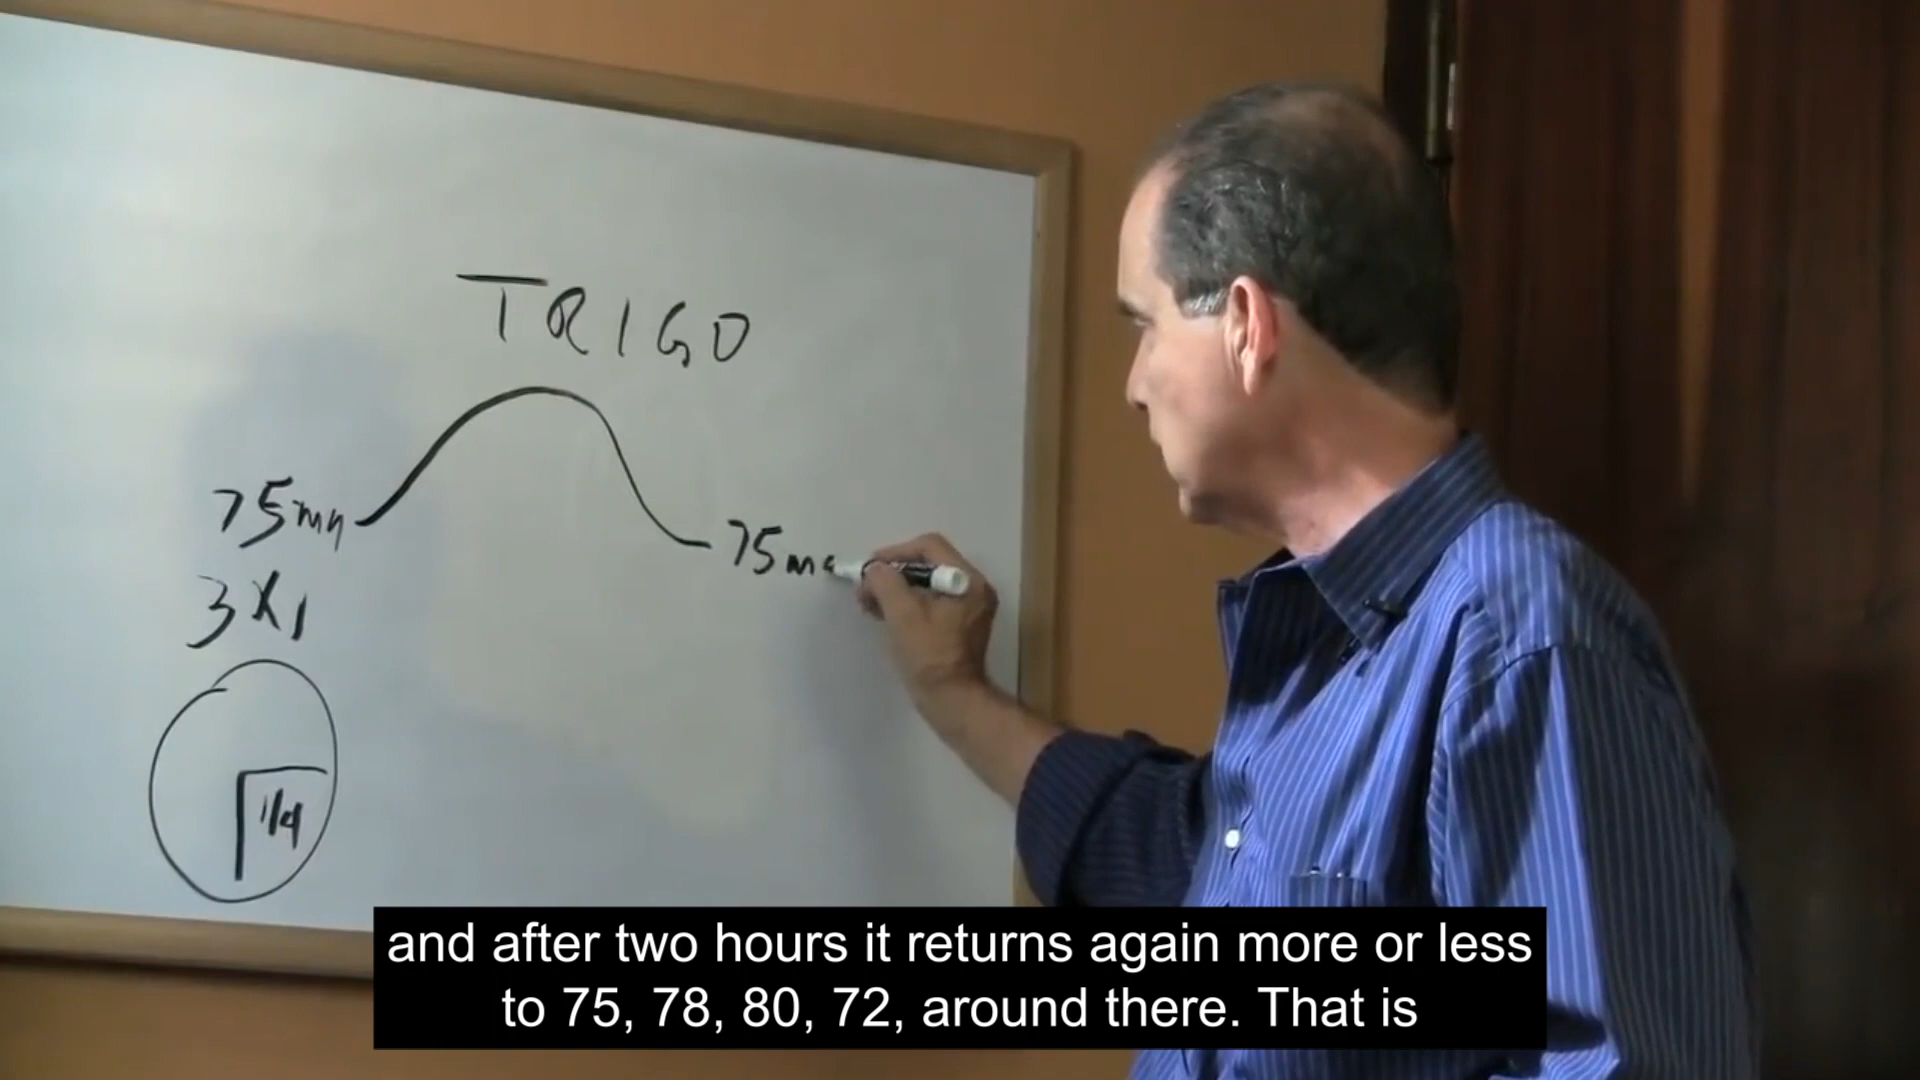 TRIGO
75mg
75mg
3X1
1/4
and after two hours it returns again more or less
to 75, 78, 80, 72, around there. That is